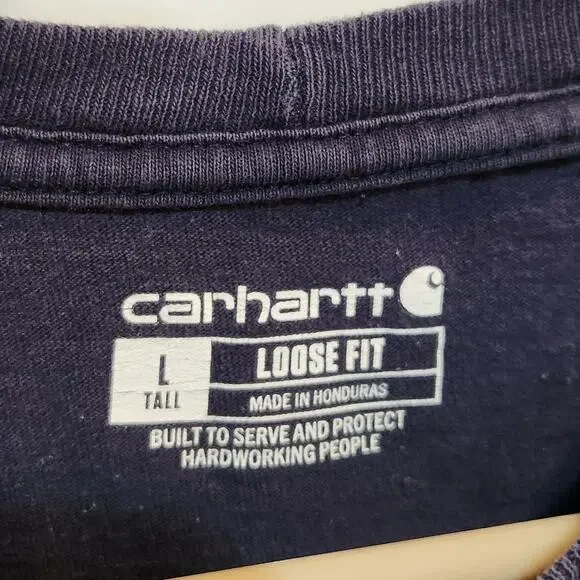 carhartt
L
TALL
LOOSE FIT
MADE IN HONDURAS
BUILT TO SERVE AND PROTECT
HARDWORKING PEOPLE